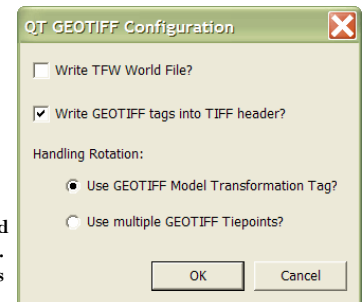 QT GEOTIFF Configuration
Write TFW World File?
Write GEOTIFF tags into TIFF header?
Handling Rotation:
Use GEOTIFF Model Transformation Tag?
Use multiple GEOTIFF Tiepoints?
OK Cancel